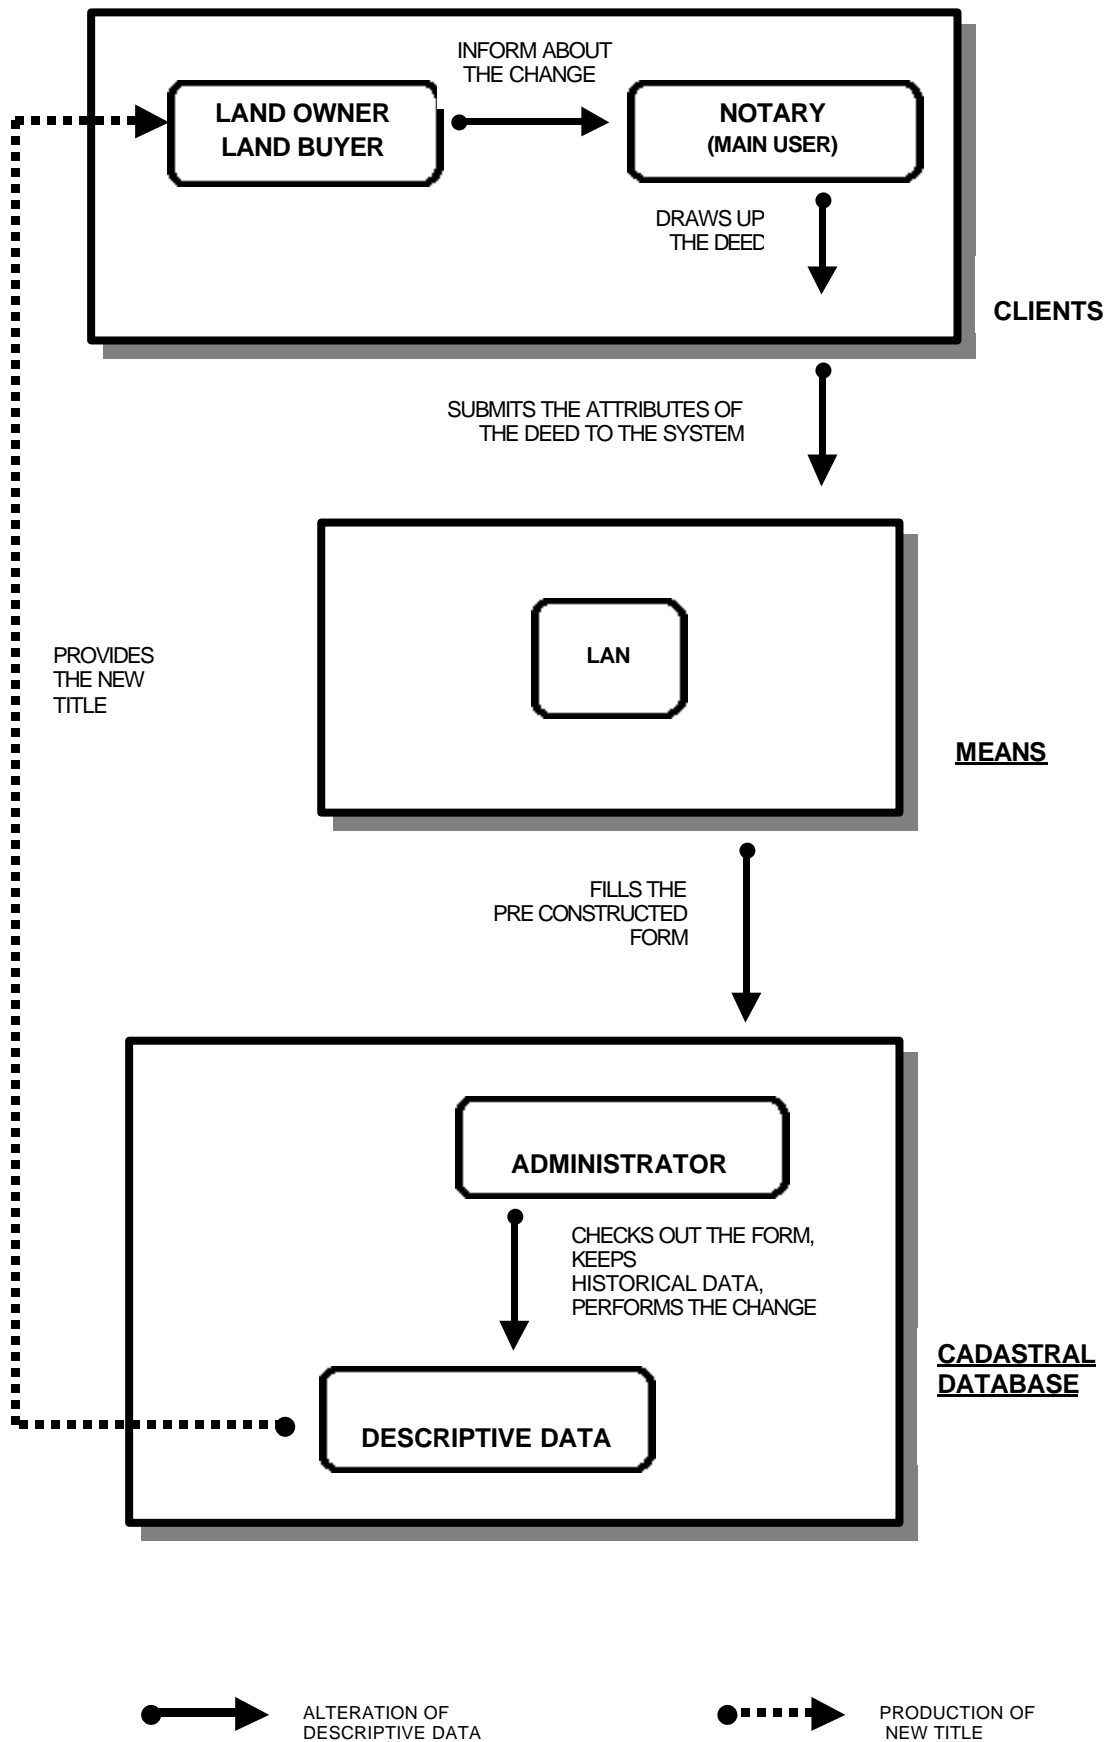 INFORM ABOUT
THE CHANGE
LAND OWNER
LAND BUYER
NOTARY
(MAIN USER)
DRAWS UP
THE DEED
CLIENTS
SUBMITS THE ATTRIBUTES OF
THE DEED TO THE SYSTEM
LAN
PROVIDES
THE NEW
TITLE
MEANS
FILLS THE
PRE CONSTRUCTED
FORM
ADMINISTRATOR
CHECKS OUT THE FORM,
KEEPS
HISTORICAL DATA,
PERFORMS THE CHANGE
CADASTRAL
DATABASE
DESCRIPTIVE DATA
ALTERATION OF
DESCRIPTIVE DATA
PRODUCTION OF
NEW TITLE